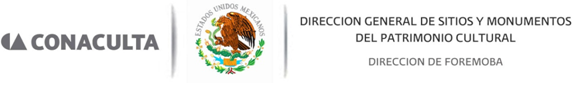 CONACULTA
ESTADOS UNIDOS MEXICANOS
DIRECCION GENERAL DE SITIOS Y MONUMENTOS
DEL PATRIMONIO CULTURAL
DIRECCION DE FOREMOBA